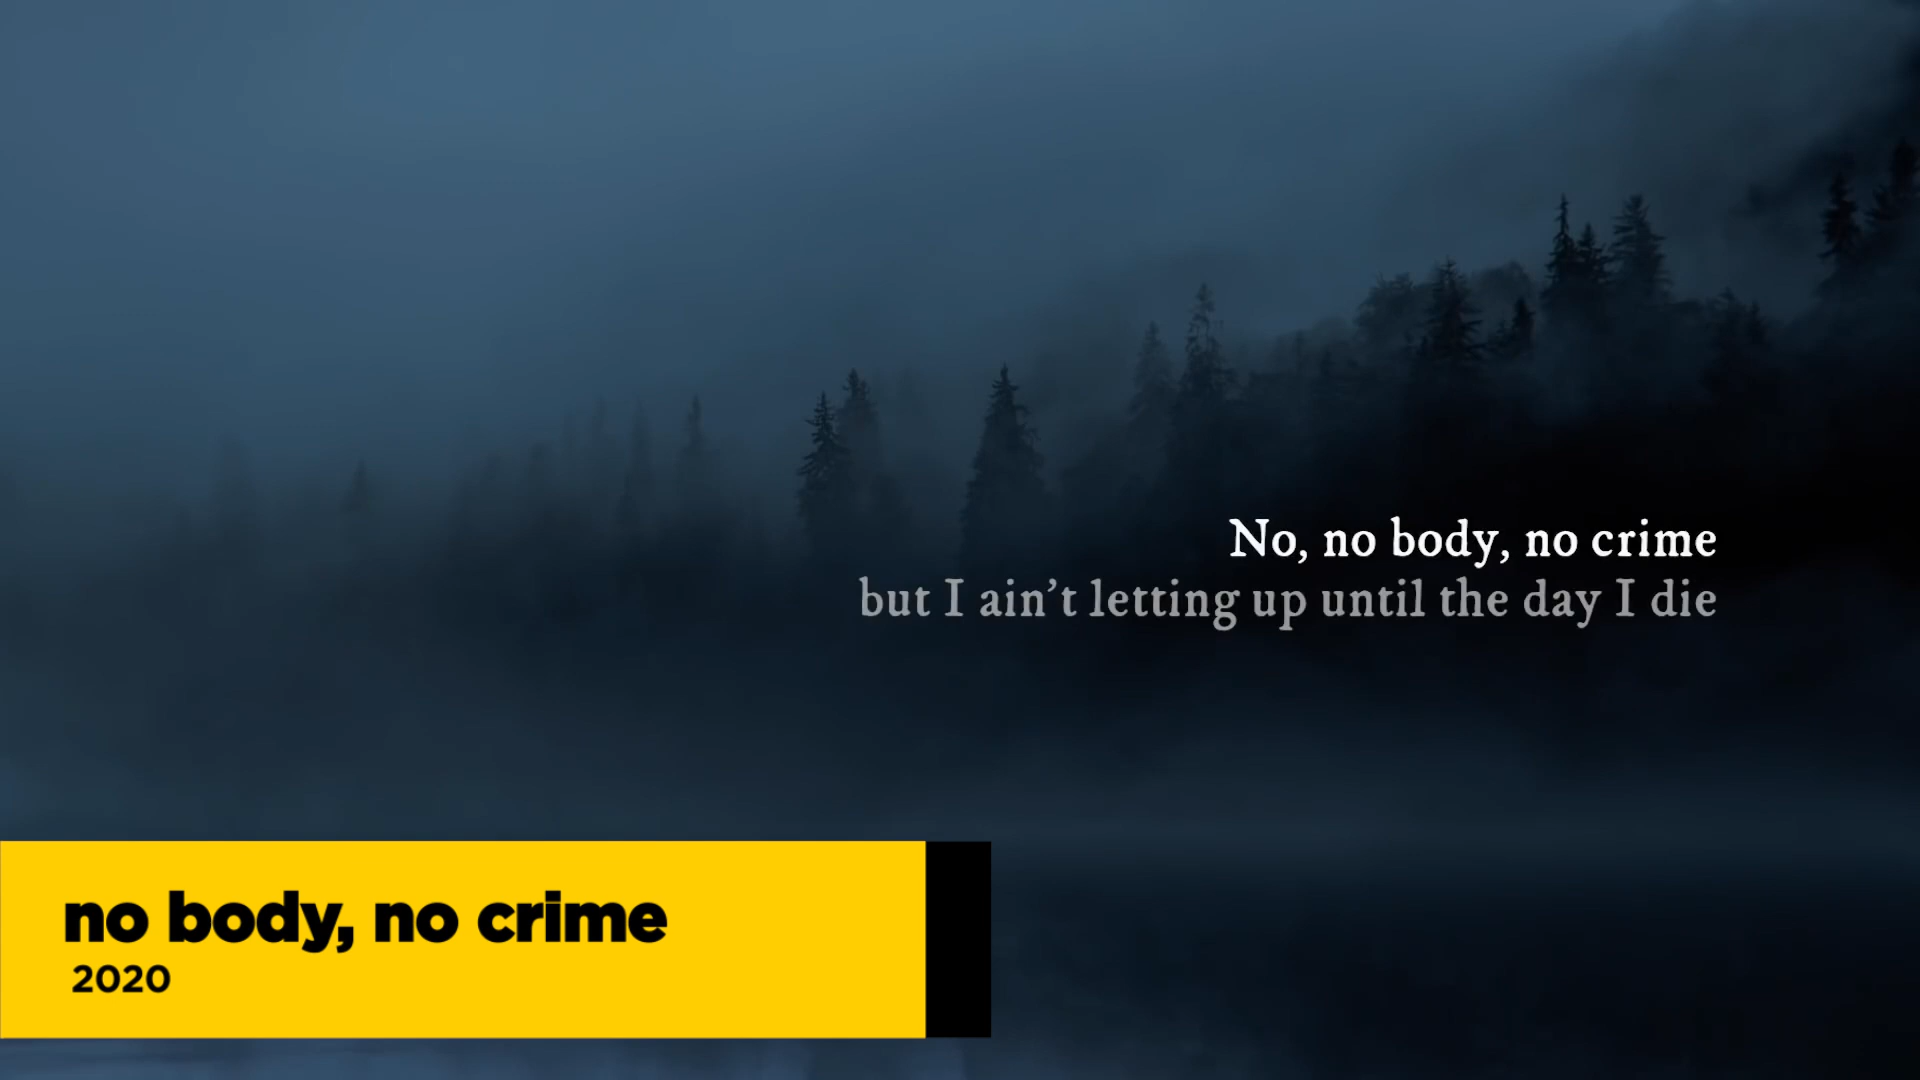 No, no body, no crime
but I ain't letting up until the day I die
no body, no crime
2020